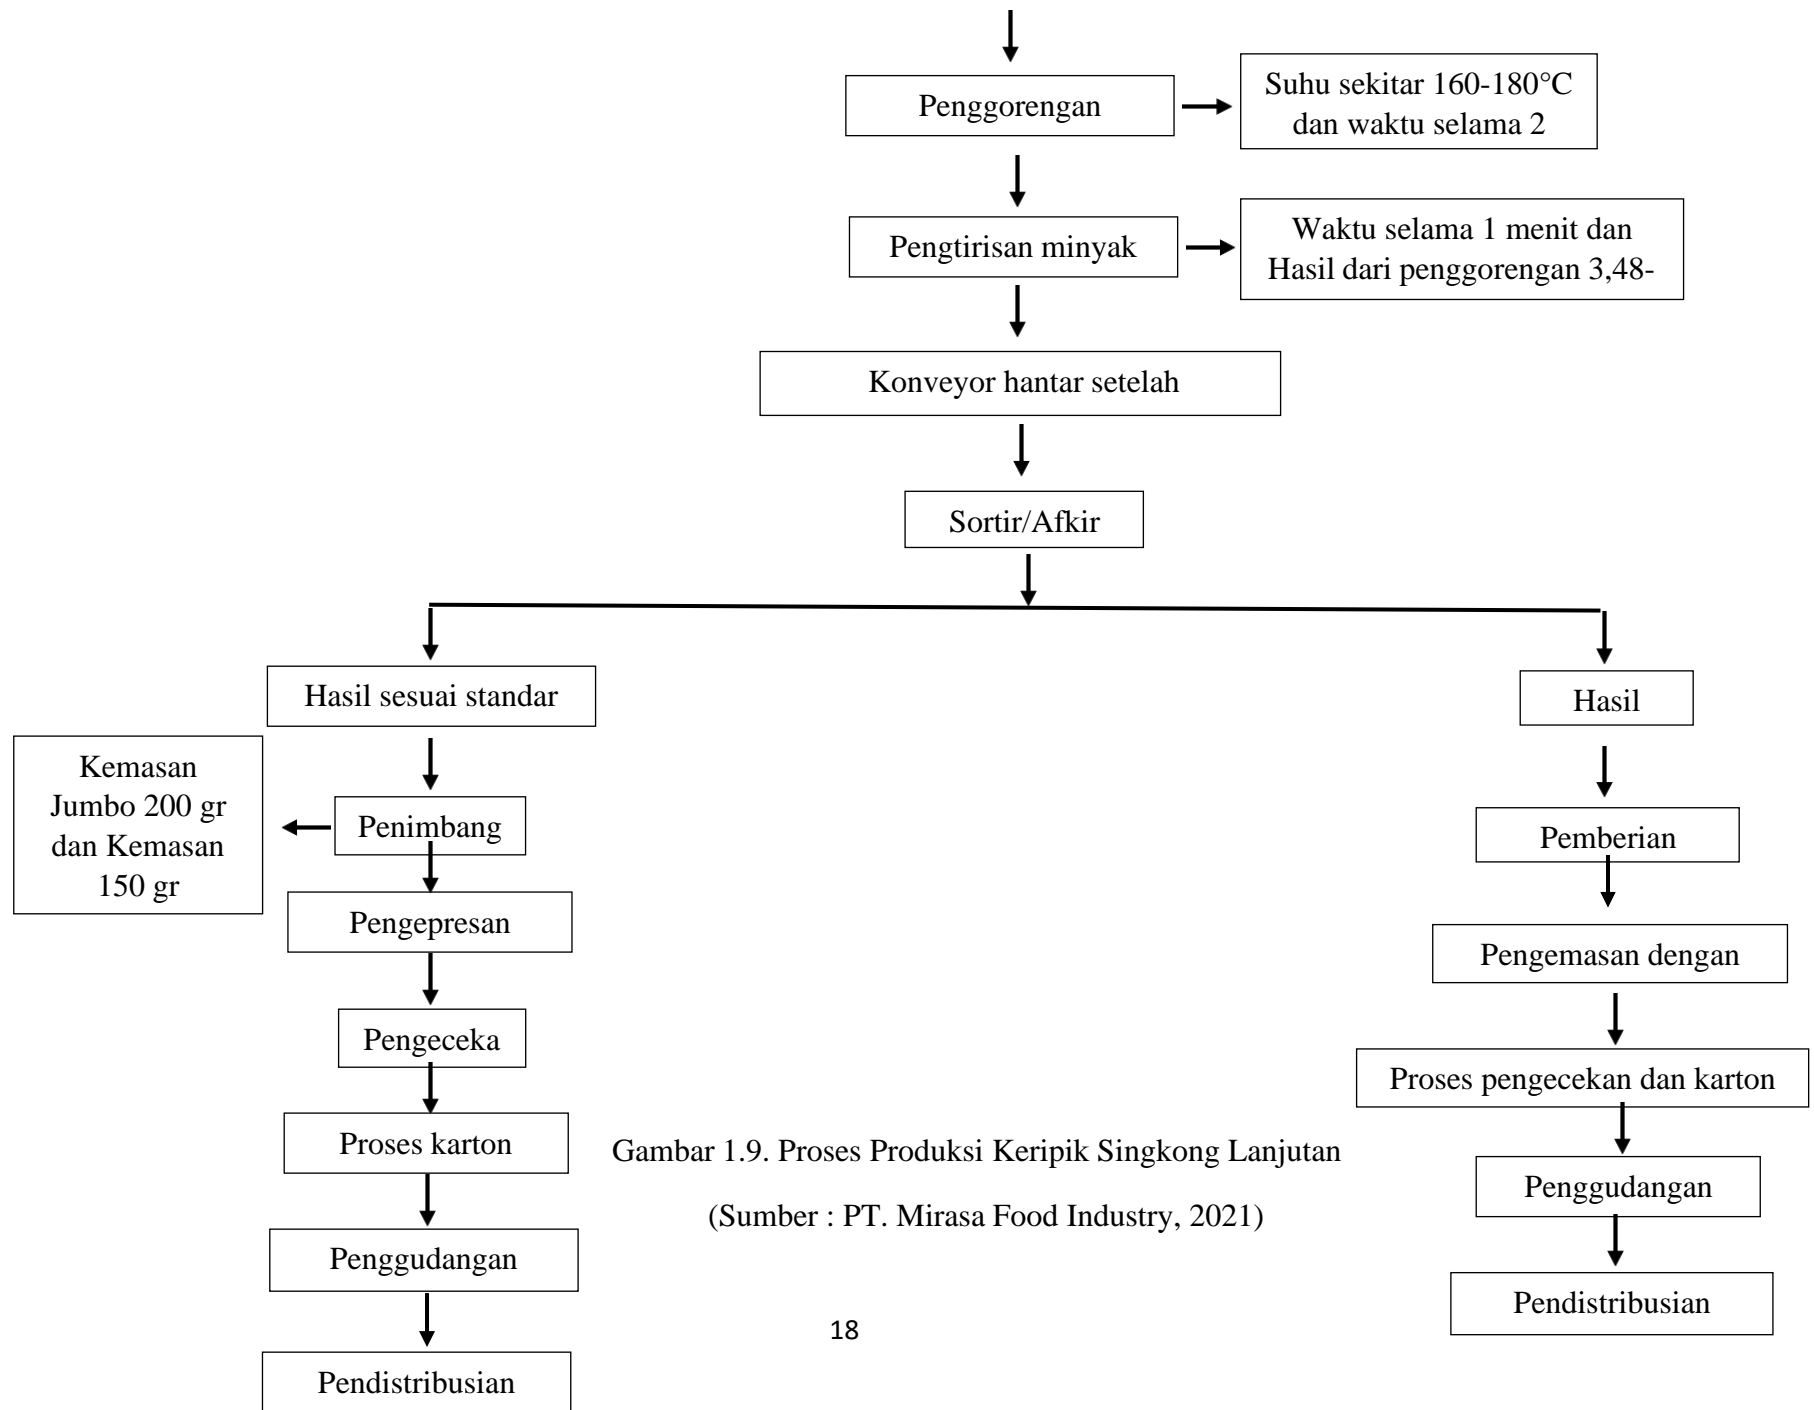 Penggorengan
Suhu sekitar 160-180°C
dan waktu selama 2
Pengtirisan minyak
Waktu selama 1 menit dan
Hasil dari penggorengan 3,48-
Konveyor hantar setelah
Sortir/Afkir
Hasil sesuai standar
Kemasan
Jumbo 200 gr
dan Kemasan
150 gr
Penimbang
Pengepresan
Pengeceka
Proses karton
Penggudangan
Pendistribusian
Hasil
Pemberian
Pengemasan dengan
Proses pengecekan dan karton
Penggudangan
Pendistribusian
Gambar 1.9. Proses Produksi Keripik Singkong Lanjutan
(Sumber : PT. Mirasa Food Industry, 2021)
18